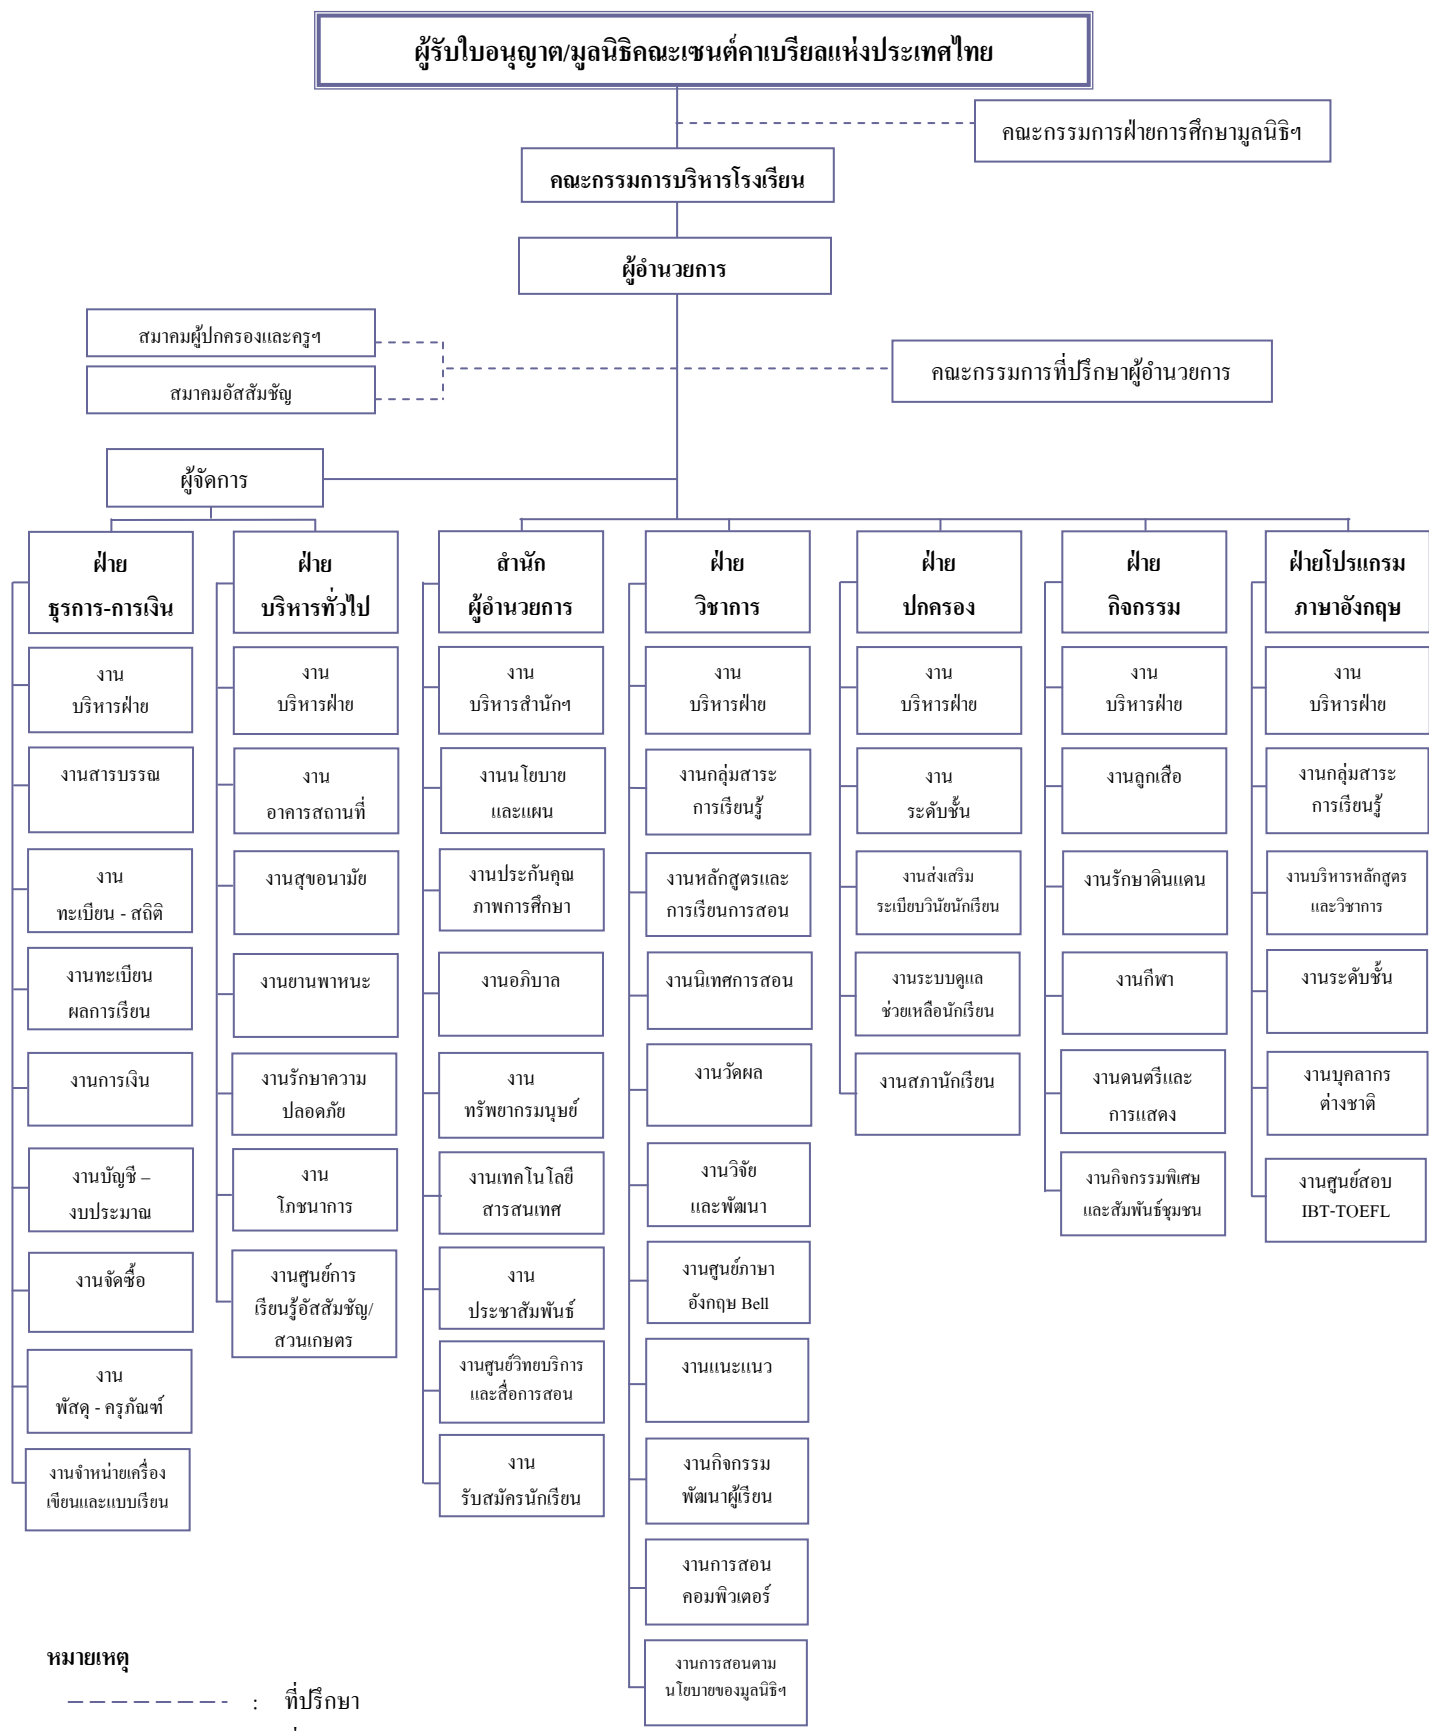 ผู้รับใบอนุญาต/มูลนิธิคณะเซนต์คาเบรียลแห่งประเทศไทย
คณะกรรมการฝ่ายการศึกษามูลนิธิฯ
คณะกรรมการบริหารโรงเรียน
ผู้อำนวยการ
สมาคมผู้ปกครองและครูฯ
สมาคมอัสสัมชัญ
คณะกรรมการที่ปรึกษาผู้อำนวยการ
ผู้จัดการ
ฝ่าย
ธุรการ-การเงิน
งาน
บริหารฝ่าย
งานสารบรรณ
งาน
ทะเบียน - สถิติ
งานทะเบียน
ผลการเรียน
งานการเงิน
งานบัญชี –
งบประมาณ
งานจัดซื้อ
งาน
พัสดุ - ครุภัณฑ์
งานจำหน่ายเครื่อง
เขียนและแบบเรียน
ฝ่าย
บริหารทั่วไป
งาน
บริหารฝ่าย
งาน
อาคารสถานที่
งานสุขอนามัย
งานยานพาหนะ
งานรักษาความ
ปลอดภัย
งาน
โภชนาการ
งานศูนย์การ
เรียนรู้อัสสัมชัญ/
สวนเกษตร
สำนัก
ผู้อำนวยการ
งาน
บริหารสำนักฯ
งานนโยบาย
และแผน
งานประกันคุณ
ภาพการศึกษา
งานอภิบาล
งาน
ทรัพยากรมนุษย์
งานเทคโนโลยี
สารสนเทศ
งาน
ประชาสัมพันธ์
งานศูนย์วิทยบริการ
และสื่อการสอน
งาน
รับสมัครนักเรียน
ฝ่าย
วิชาการ
งาน
บริหารฝ่าย
งานกลุ่มสาระ
การเรียนรู้
งานหลักสูตรและ
การเรียนการสอน
งานนิเทศการสอน
งานวัดผล
งานวิจัย
และพัฒนา
งานศูนย์ภาษา
อังกฤษ Bell
งานแนะแนว
งานกิจกรรม
พัฒนาผู้เรียน
งานการสอน
คอมพิวเตอร์
งานการสอนตาม
นโยบายของมูลนิธิฯ
ฝ่าย
ปกครอง
งาน
บริหารฝ่าย
งาน
ระดับชั้น
งานส่งเสริม
ระเบียบวินัยนักเรียน
งานระบบดูแล
ช่วยเหลือนักเรียน
งานสภานักเรียน
ฝ่าย
กิจกรรม
งาน
บริหารฝ่าย
งานลูกเสือ
งานรักษาดินแดน
งานกีฬา
งานดนตรีและ
การแสดง
งานกิจกรรมพิเศษ
และสัมพันธ์ชุมชน
ฝ่ายโปรแกรม
ภาษาอังกฤษ
งาน
บริหารฝ่าย
งานกลุ่มสาระ
การเรียนรู้
งานบริหารหลักสูตร
และวิชาการ
งานระดับชั้น
งานบุคลากร
ต่างชาติ
งานศูนย์สอบ
IBT-TOEFL
หมายเหตุ
: ที่ปรึกษา